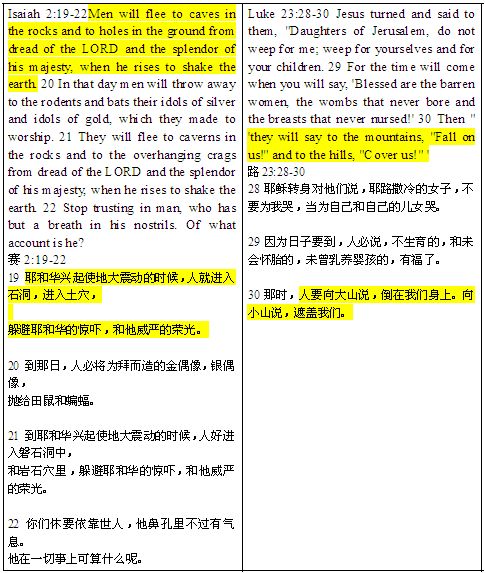 Isaiah 2:19-22Men will flee to caves in
the rocks and to holes in the ground from
dread of the LORD and the splendor of
his majesty, when he rises to shake the
earth. 20 In that day men will throw away
to the rodents and bats their idols of silver
and idols of gold, which they made to
worship. 21 They will flee to caverns in
the rocks and to the overhanging crags
from dread of the LORD and the splendor
of his majesty, when he rises to shake the
earth. 22 Stop trusting in man, who has
but a breath in his nostrils. Of what
account is he?
赛 2:19-22
19 耶和华兴起使地大震动的时候，人就进入
石洞，进入土穴，
躲避耶和华的惊吓，和他威严的荣光。
20 到那日，人必将为拜而造的金偶像，银偶
像，
抛给田鼠和蝙蝠。
21 到耶和华兴起使地大震动的时候，人好进
入磐石洞中，
和岩石穴里，躲避耶和华的惊吓，和他威严
的荣光。
22 你们休要依靠世人，他鼻孔里不过有气
息。
他在一切事上可算什么呢。
Luke 23:28-30 Jesus turned and said to
them, "Daughters of Jerusalem, do not
weep for me; weep for yourselves and for
your children. 29 For the time will come
when you will say, 'Blessed are the barren
women, the wombs that never bore and
the breasts that never nursed!' 30 Then "
'they will say to the mountains, "Fall on
us!" and to the hills, "Cover us!" '
路 23:28-30
28 耶稣转身对他们说，耶路撒冷的女子，不
要为我哭，当为自己和自己的儿女哭。
29 因为日子要到，人必说，不生育的，和未
曾怀胎的，未曾乳养婴孩的，有福了。
30 那时，人要向大山说，倒在我们身上。向
小山说，遮盖我们。